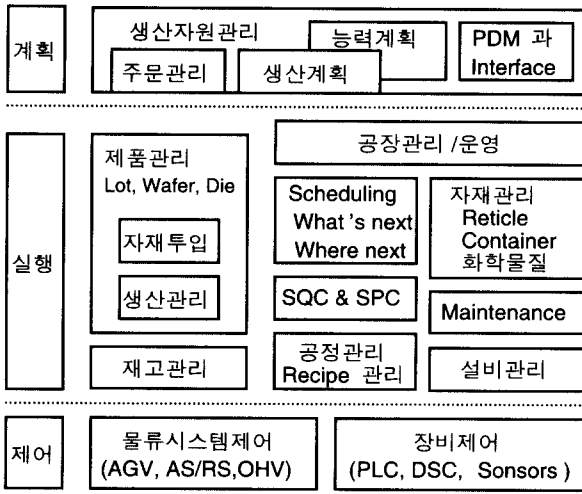 계획
생산자원관리
능력계획
주문관리
생산계획
PDM 과
Interface
실행
제품관리
Lot, Wafer, Die
자재투입
생산관리
재고관리
공장관리 /운영
Scheduling
What 's next
Where next
SQC & SPC
공정관리
Recipe 관리
자재관리
Reticle
Container
화학물질
Maintenance
설비관리
제어
물류시스템제어
(AGV, AS/RS,OHV)
장비제어
(PLC, DSC, Sonsors )